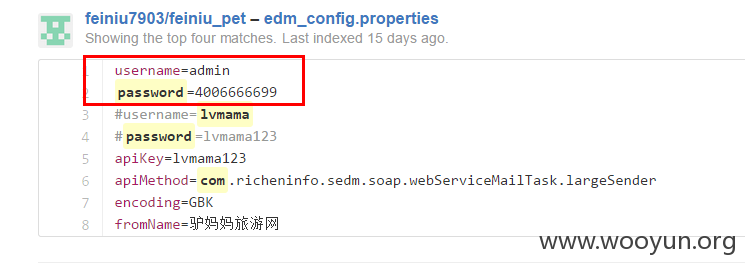 feiniu7903/feiniu_pet – edm_config.properties
Showing the top four matches. Last indexed 15 days ago.
1 username=admin
2 password=4006666699
3 #username=lvmama
4 #password=lvmama123
5 apiKey=lvmama123
6 apiMethod=com.richeninfo.sedm.soap.webServiceMailTask.largeSender
7 encoding=GBK
8 fromName=驴妈妈旅游网
www.wooyun.org